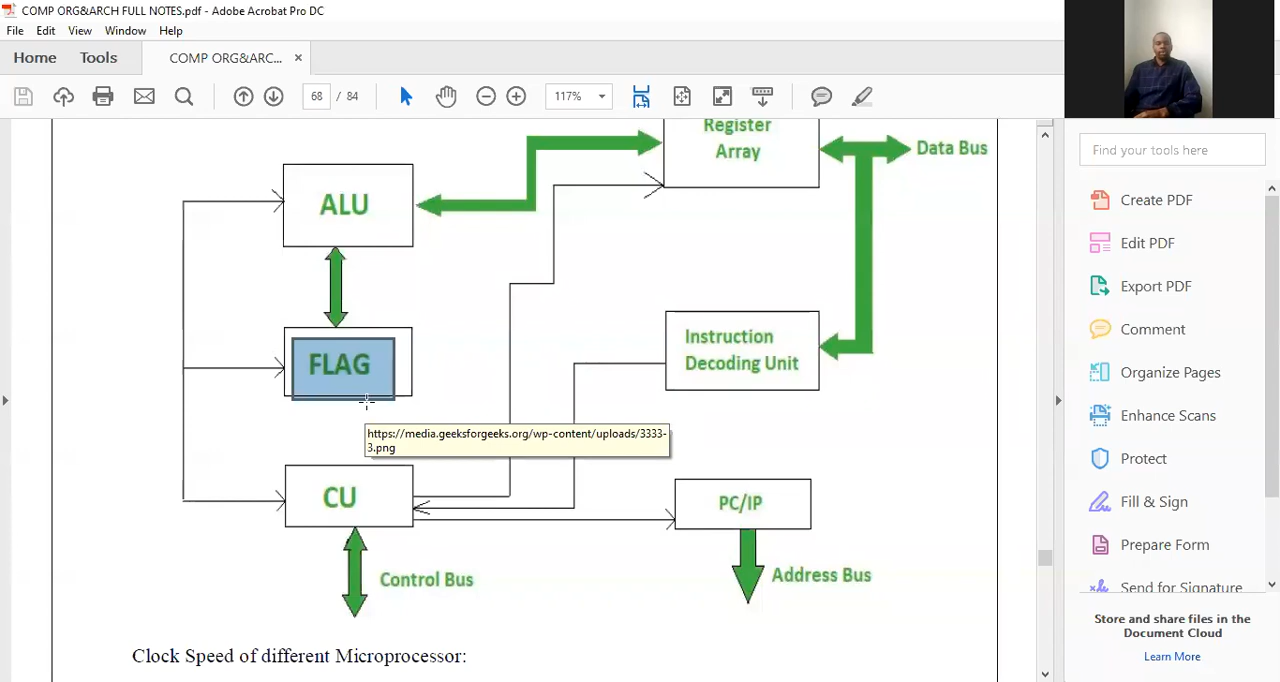 COMP ORG&ARCH FULL NOTES.pdf - Adobe Acrobat Pro DC
File Edit View Window Help
Home Tools COMP ORG&ARC... ×
68 / 84 117%
Register
Array
Data Bus
ALU
FLAG
Instruction
Decoding Unit
https://media.geeksforgeeks.org/wp-content/uploads/3333-
3.png
CU
PC/IP
Control Bus
Address Bus
Clock Speed of different Microprocessor:
Find your tools here
Create PDF
Edit PDF
Export PDF
Comment
Organize Pages
Enhance Scans
Protect
Fill & Sign
Prepare Form
Send for Signature
Store and share files in the
Document Cloud
Learn More